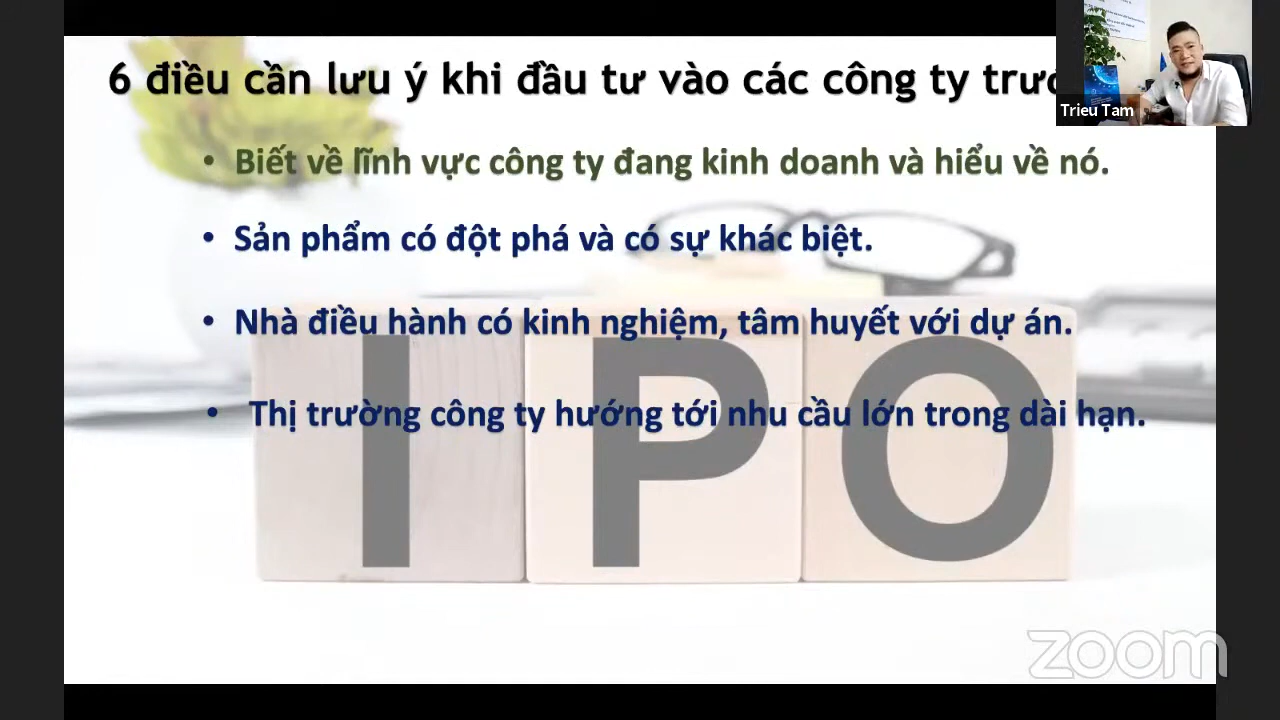 6 điều cần lưu ý khi đầu tư vào các công ty
Trieu Tam
• Biết về lĩnh vực công ty đang kinh doanh và hiểu về nó.
• Sản phẩm có đột phá và có sự khác biệt.
• Nhà điều hành có kinh nghiệm, tâm huyết với dự án.
• Thị trường công ty hướng tới nhu cầu lớn trong dài hạn.
IPO
zoom